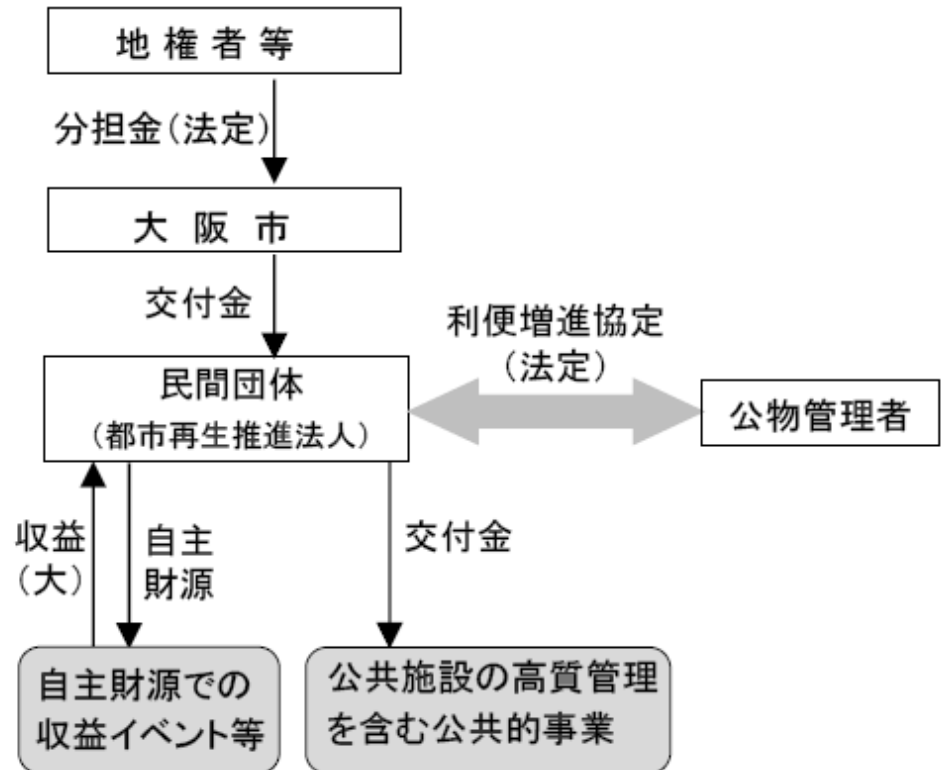 地権者等
分担金(法定)
大阪市
交付金
利便増進協定
(法定)
民間団体
(都市再生推進法人)
公物管理者
収益
(大)
自主
財源
交付金
自主財源での
収益イベント等
公共施設の高質管理
を含む公共的事業